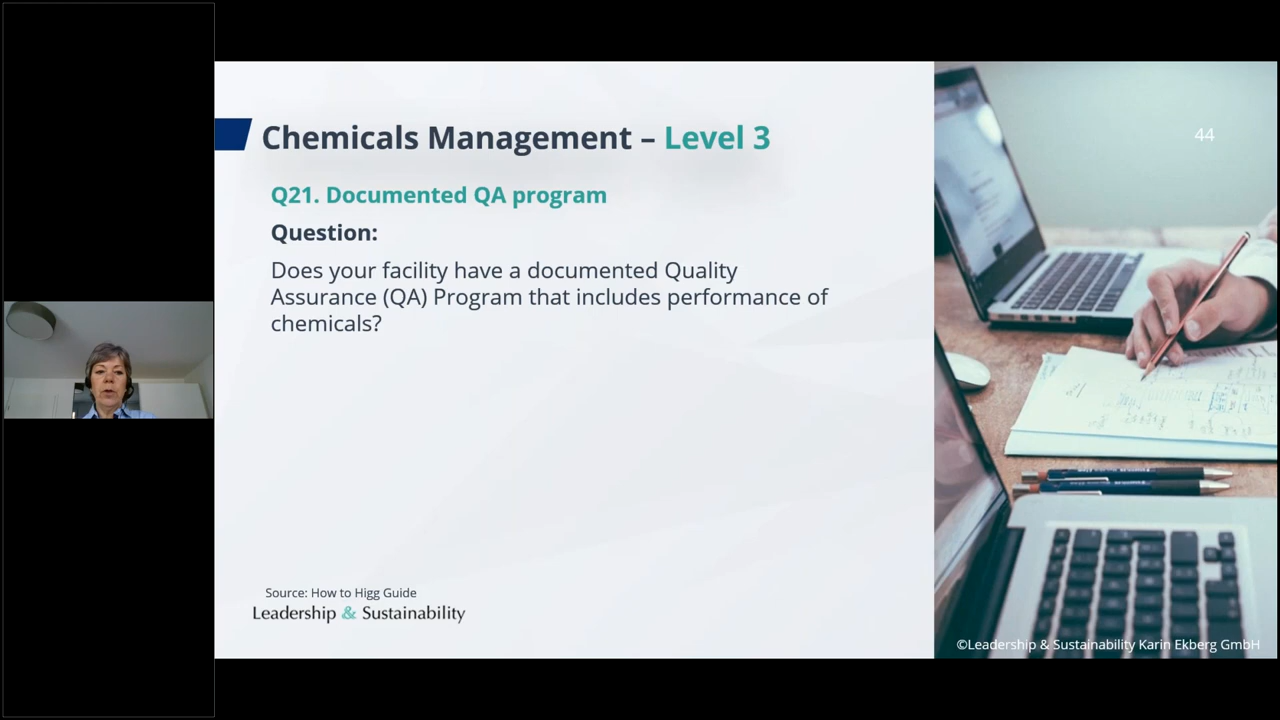 Chemicals Management – Level 3
44
Q21. Documented QA program
Question:
Does your facility have a documented Quality
Assurance (QA) Program that includes performance of
chemicals?
Source: How to Higg Guide
Leadership & Sustainability
©Leadership & Sustainability Karin Ekberg GmbH